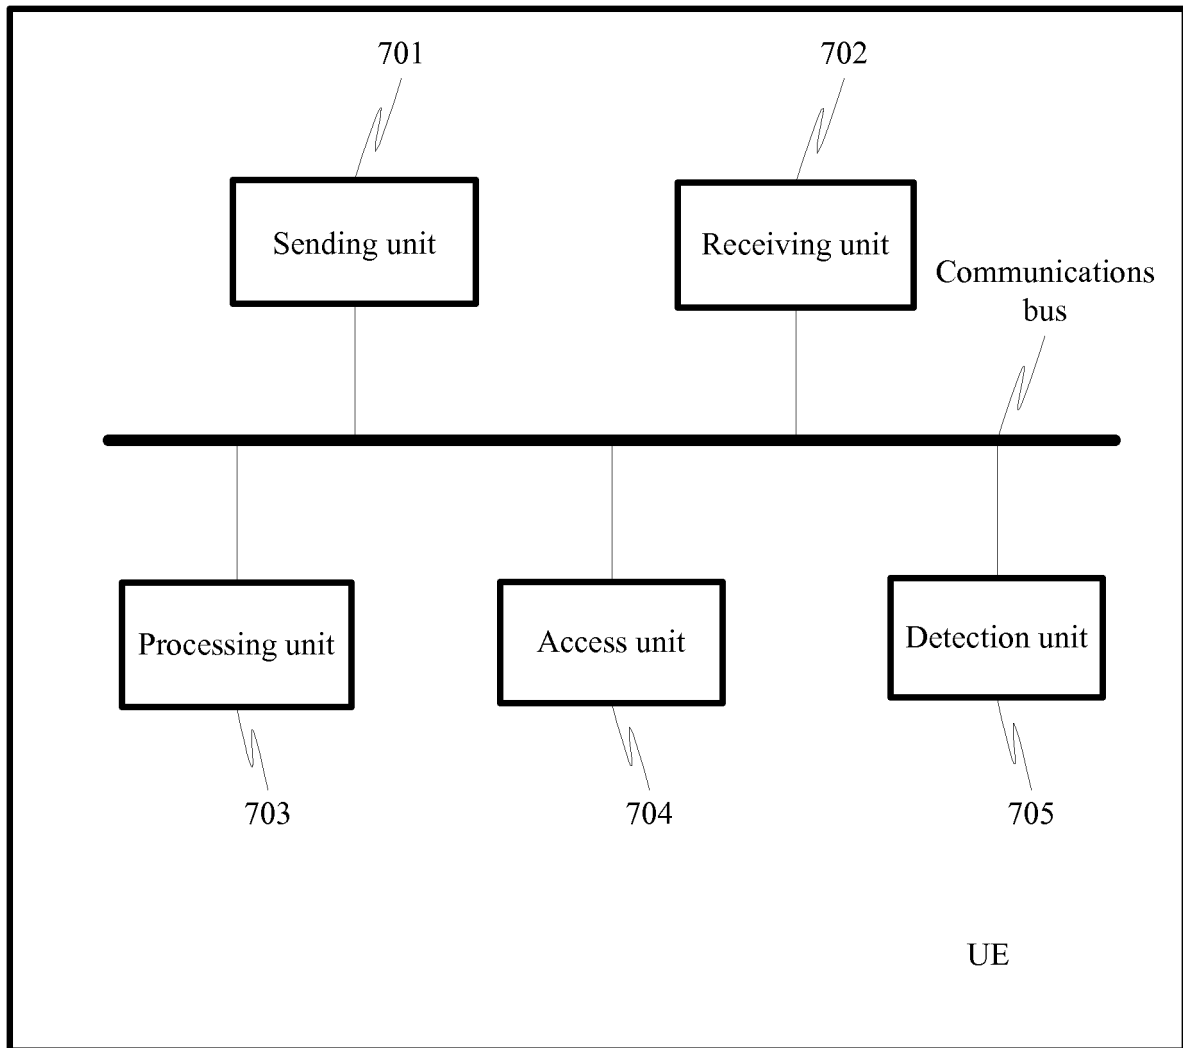 701
702
Sending unit
Receiving unit
Communications
bus
Processing unit
Access unit
Detection unit
703
704
705
UE